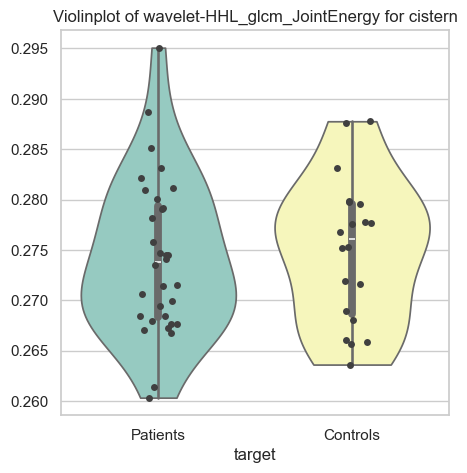 Violinplot of wavelet-HHL_glcm_JointEnergy for cistern
0.295
0.290
0.285
0.280
0.275
0.270
0.265
0.260
Patients
Controls
target